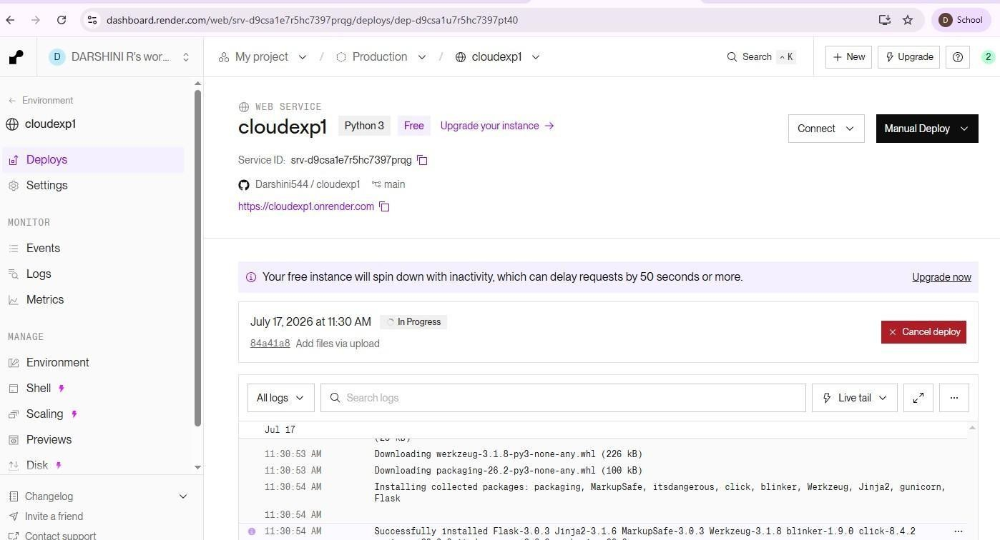 dashboard.render.com/web/srv-d9csa1e7r5hc7397prqg/deploys/dep-d9csa1u7r5hc7397pt40
D School
D DARSHINI R's wor...
My project / Production / cloudexp1
Search ^ K
+ New
Upgrade
2
← Environment
cloudexp1
Deploys
Settings
MONITOR
Events
Logs
Metrics
MANAGE
Environment
Shell
Scaling
Previews
Disk
Changelog
Invite a friend
Contact support
WEB SERVICE
cloudexp1 Python 3 Free Upgrade your instance →
Connect
Manual Deploy
Service ID: srv-d9csa1e7r5hc7397prqg
Darshini544 / cloudexp1 main
https://cloudexp1.onrender.com
Your free instance will spin down with inactivity, which can delay requests by 50 seconds or more. Upgrade now
July 17, 2026 at 11:30 AM In Progress
84a41a8 Add files via upload
× Cancel deploy
All logs
Search logs
Live tail
...
Jul 17
11:30:53 AM Downloading werkzeug-3.1.8-py3-none-any.whl (226 kB)
11:30:53 AM Downloading packaging-26.2-py3-none-any.whl (100 kB)
11:30:54 AM Installing collected packages: packaging, MarkupSafe, itsdangerous, click, blinker, Werkzeug, Jinja2, gunicorn,
Flask
11:30:54 AM
11:30:54 AM Successfully installed Flask-3.0.3 Jinja2-3.1.6 MarkupSafe-3.0.3 Werkzeug-3.1.8 blinker-1.9.0 click-8.4.2 ...